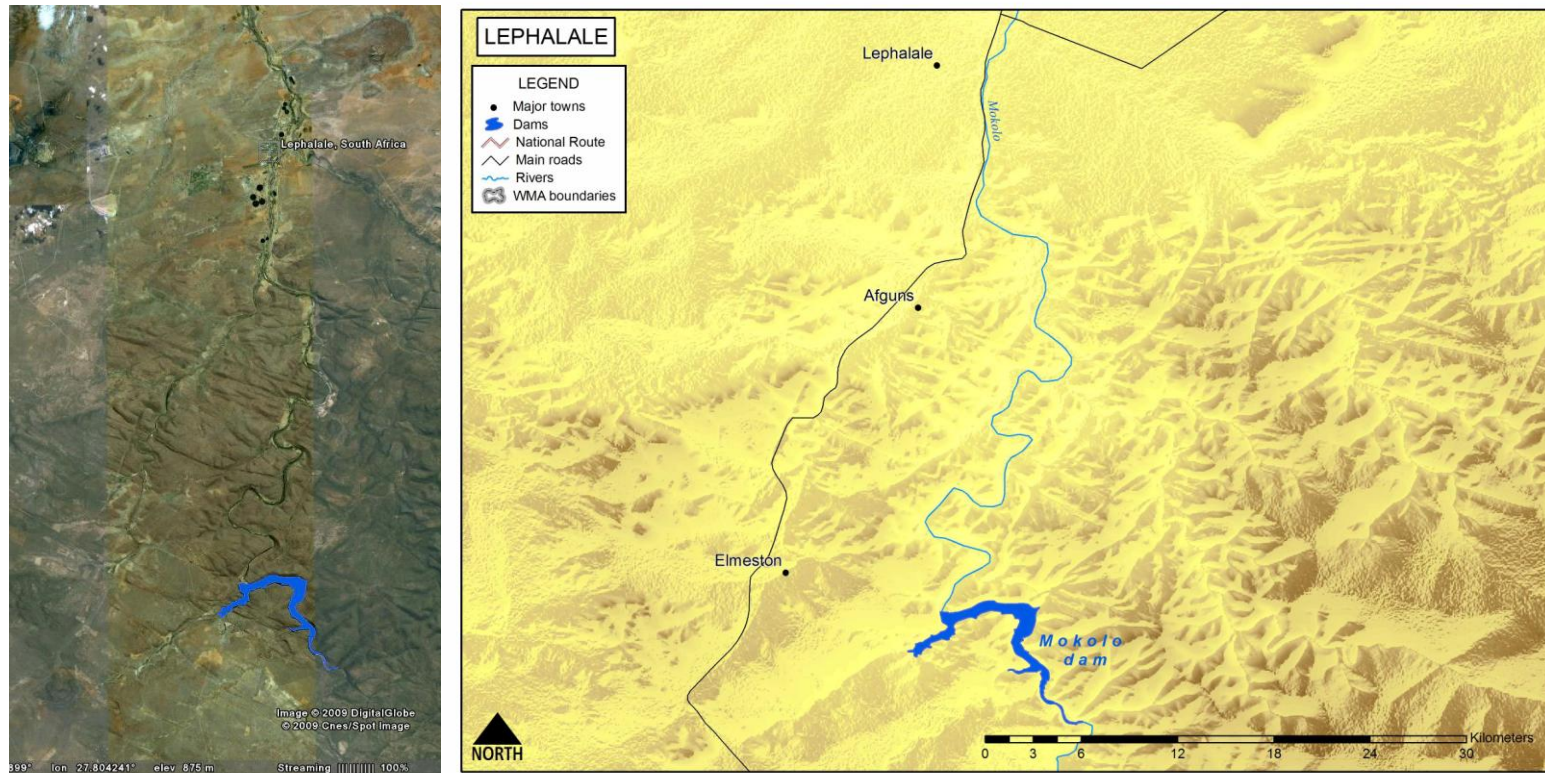 Lephalale, South Africa
Image © 2009 DigitalGlobe
© 2009 Cnes/Spot Image
899° lon 27.804241° elev 875 m Streaming |||||||||| 100%
LEPHALALE
LEGEND
Major towns
Dams
National Route
Main roads
Rivers
WMA boundaries
Lephalale
Mokolo
Afguns
Elmeston
Mokolo
dam
NORTH
Kilometers
0 3 6 12 18 24 30